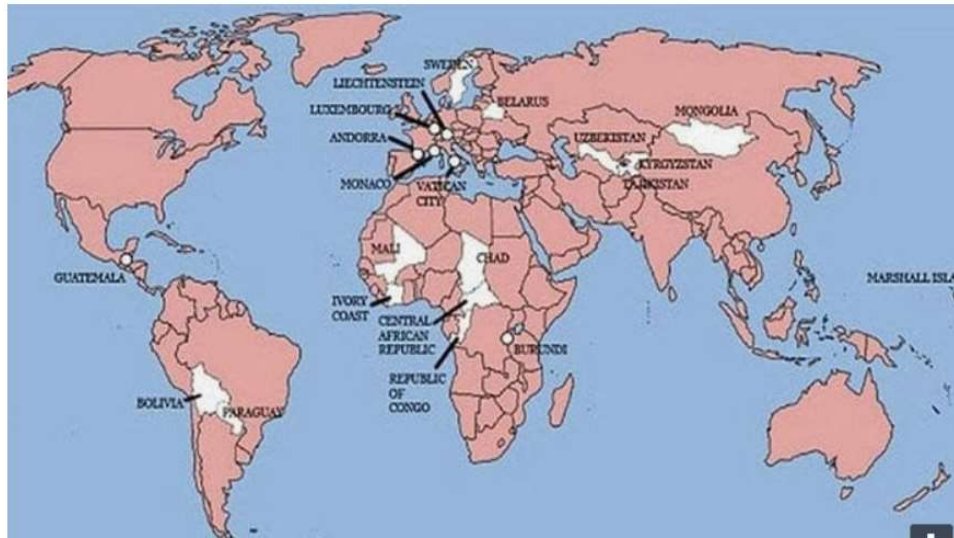 SWEDEN
LIECHTENSTEIN
LUXEMBOURG
BELARUS
MONGOLIA
ANDORRA
UZBEKISTAN
KYRGYZSTAN
MONACO
VATICAN
CITY
TAJIKISTAN
MALI
CHAD
GUATEMALA
MARSHALL ISLA
IVORY
COAST
CENTRAL
AFRICAN
REPUBLIC
BURUNDI
REPUBLIC
OF
CONGO
BOLIVIA
PARAGUAY